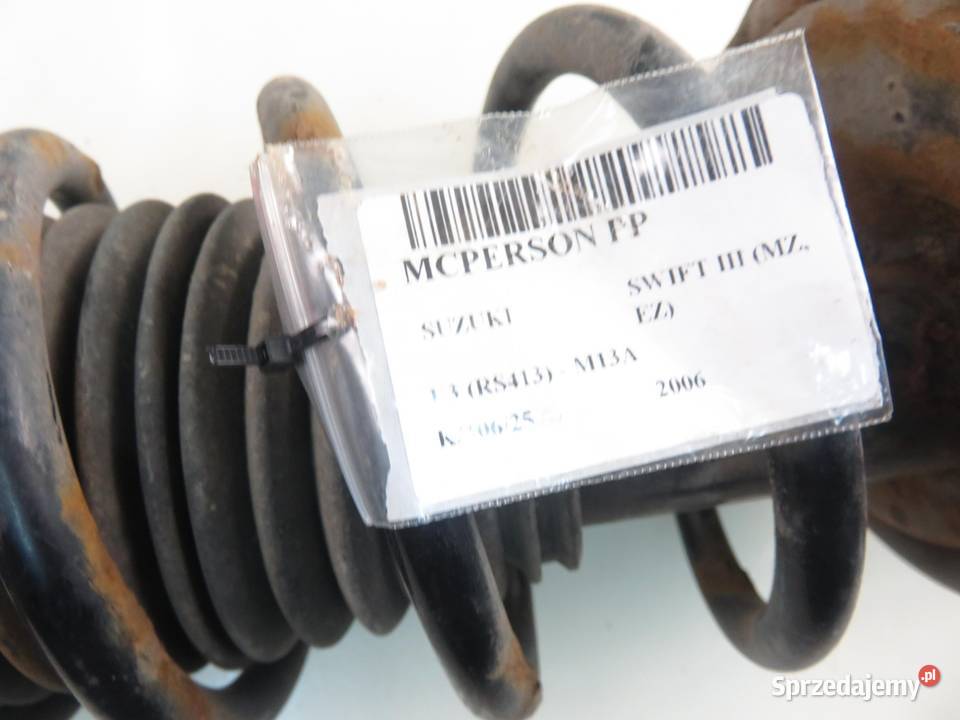 MCPERSON PP
SUZUKI SWIFT III (MZ, EZ)
1.3 (RS413) - M13A
2006
Sprzedajemy.pl